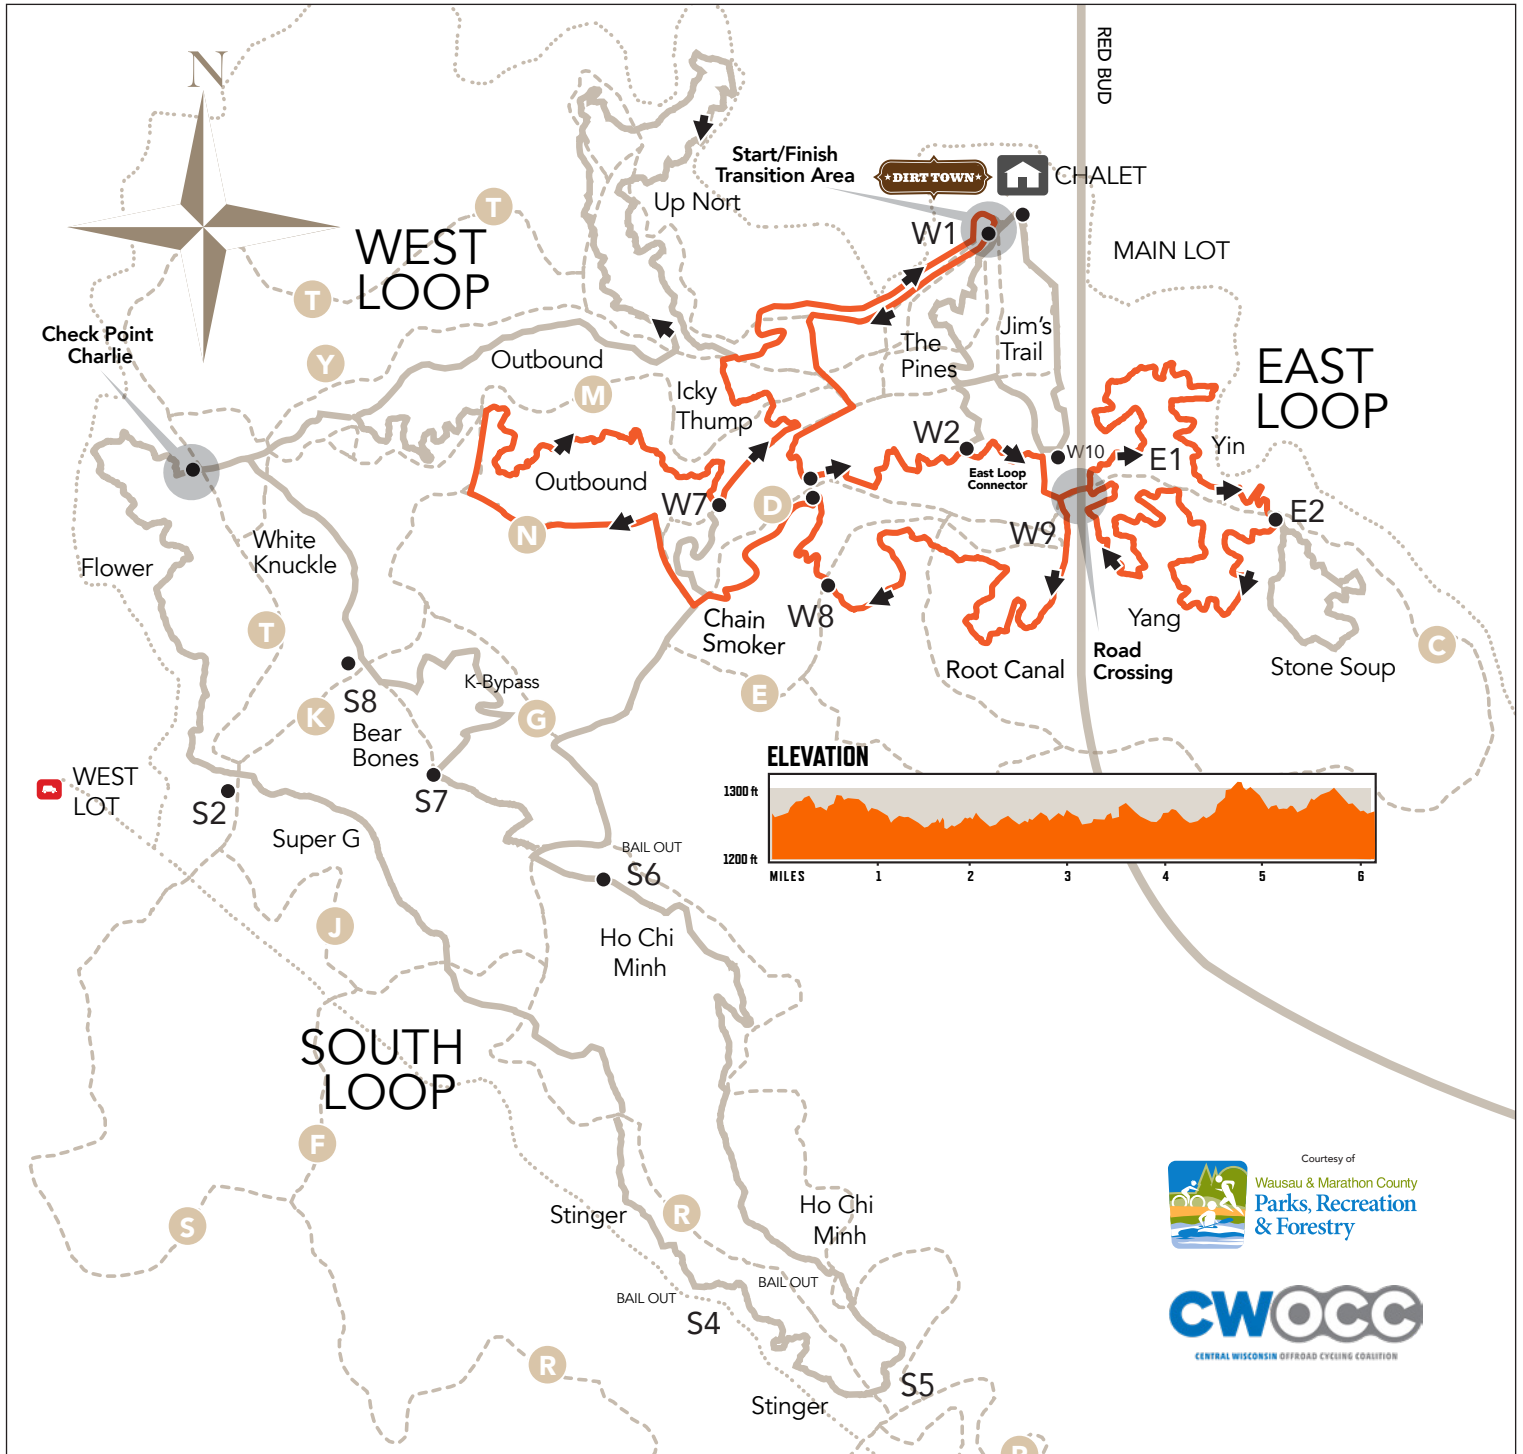 N
RED BUD
Start/Finish
Transition Area
DIRT TOWN
CHALET
Up Nort
T
WEST
LOOP
W1
MAIN LOT
T
Check Point
Charlie
Y
Outbound
The
Pines
Jim's
Trail
M
Icky
Thump
EAST
LOOP
W2
W10
E1
Yin
East Loop
Connector
Outbound
W7
D
E2
N
W9
White
Knuckle
Flower
Chain
Smoker
W8
Yang
T
Road
Crossing
C
Root Canal
Stone Soup
K-Bypass
E
S8
K
G
Bear
Bones
ELEVATION
WEST
LOT
S2
S7
1300 ft
1200 ft
MILES 1 2 3 4 5 6
Super G
BAIL OUT
S6
J
Ho Chi
Minh
SOUTH
LOOP
F
Courtesy of
Wausau & Marathon County
Parks, Recreation
& Forestry
S
Stinger
R
Ho Chi
Minh
BAIL OUT
BAIL OUT
S4
CWOCC
CENTRAL WISCONSIN OFFROAD CYCLING COALITION
R
S5
Stinger